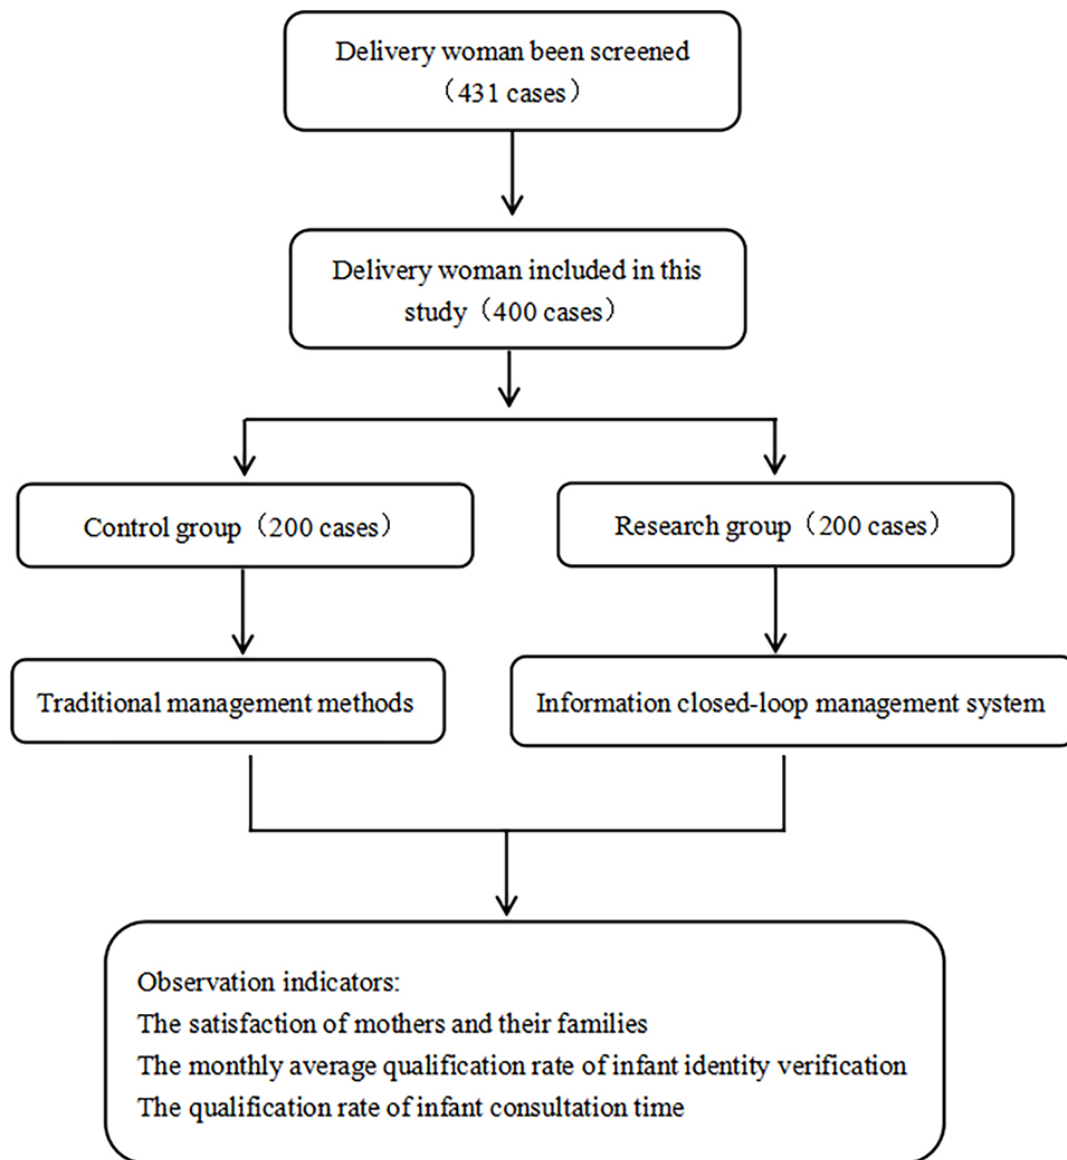 Delivery woman been screened
（431 cases）
Delivery woman included in this
study（400 cases）
Control group（200 cases）
Research group（200 cases）
Traditional management methods
Information closed-loop management system
Observation indicators:
The satisfaction of mothers and their families
The monthly average qualification rate of infant identity verification
The qualification rate of infant consultation time